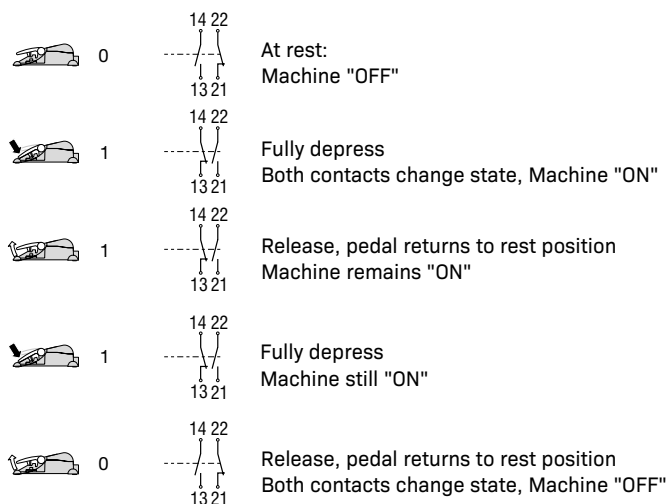 14 22
0
At rest:
Machine "OFF"
13 21
14 22
1
Fully depress
Both contacts change state, Machine "ON"
13 21
14 22
1
Release, pedal returns to rest position
Machine remains "ON"
13 21
14 22
1
Fully depress
Machine still "ON"
13 21
14 22
0
Release, pedal returns to rest position
Both contacts change state, Machine "OFF"
13 21